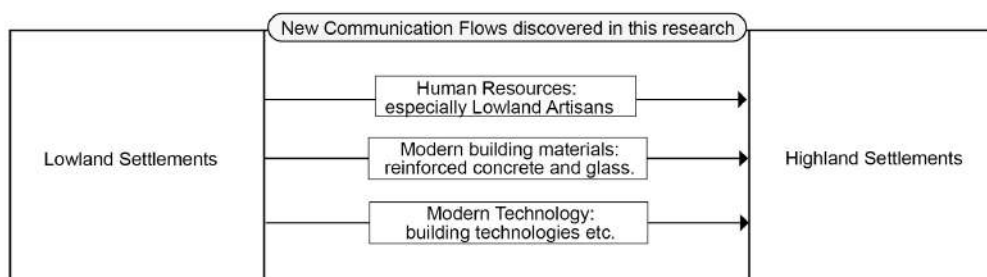 New Communication Flows discovered in this research
Human Resources:
especially Lowland Artisans
Lowland Settlements
Modern building materials:
reinforced concrete and glass.
Highland Settlements
Modern Technology:
building technologies etc.